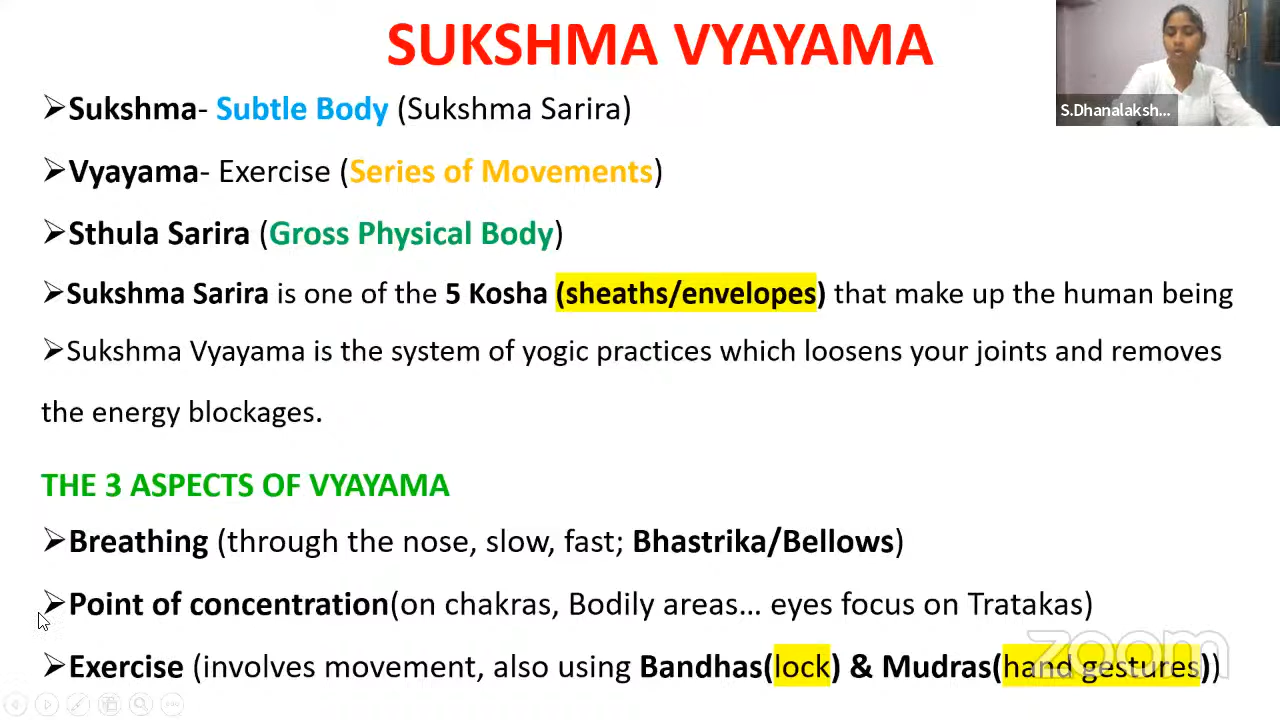 SUKSHMA VYAYAMA
S.Dhanalaksh...
➢Sukshma- Subtle Body (Sukshma Sarira)
➢Vyayama- Exercise (Series of Movements)
➢Sthula Sarira (Gross Physical Body)
➢Sukshma Sarira is one of the 5 Kosha (sheaths/envelopes) that make up the human being
➢Sukshma Vyayama is the system of yogic practices which loosens your joints and removes
the energy blockages.
THE 3 ASPECTS OF VYAYAMA
➢Breathing (through the nose, slow, fast; Bhastrika/Bellows)
➢Point of concentration(on chakras, Bodily areas... eyes focus on Tratakas)
➢Exercise (involves movement, also using Bandhas(lock) & Mudras(hand gestures))
zoom